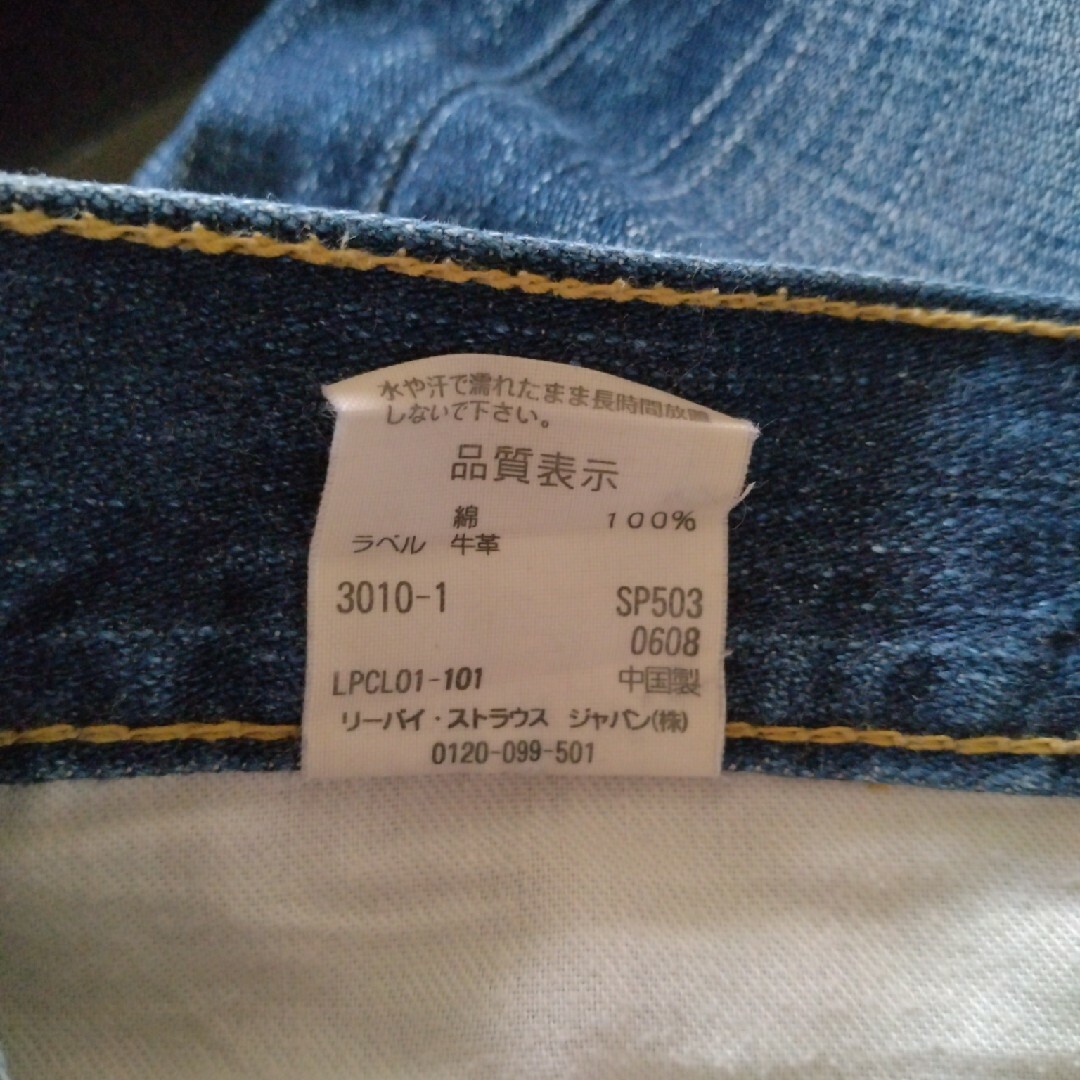 水や汗で濡れたまま長時間放置
しないで下さい。
品質表示
綿 100%
ラベル 牛革
3010-1 SP503
0608
LPCL01-101 中国製
リーバイ・ストラウス ジャパン(株)
0120-099-501